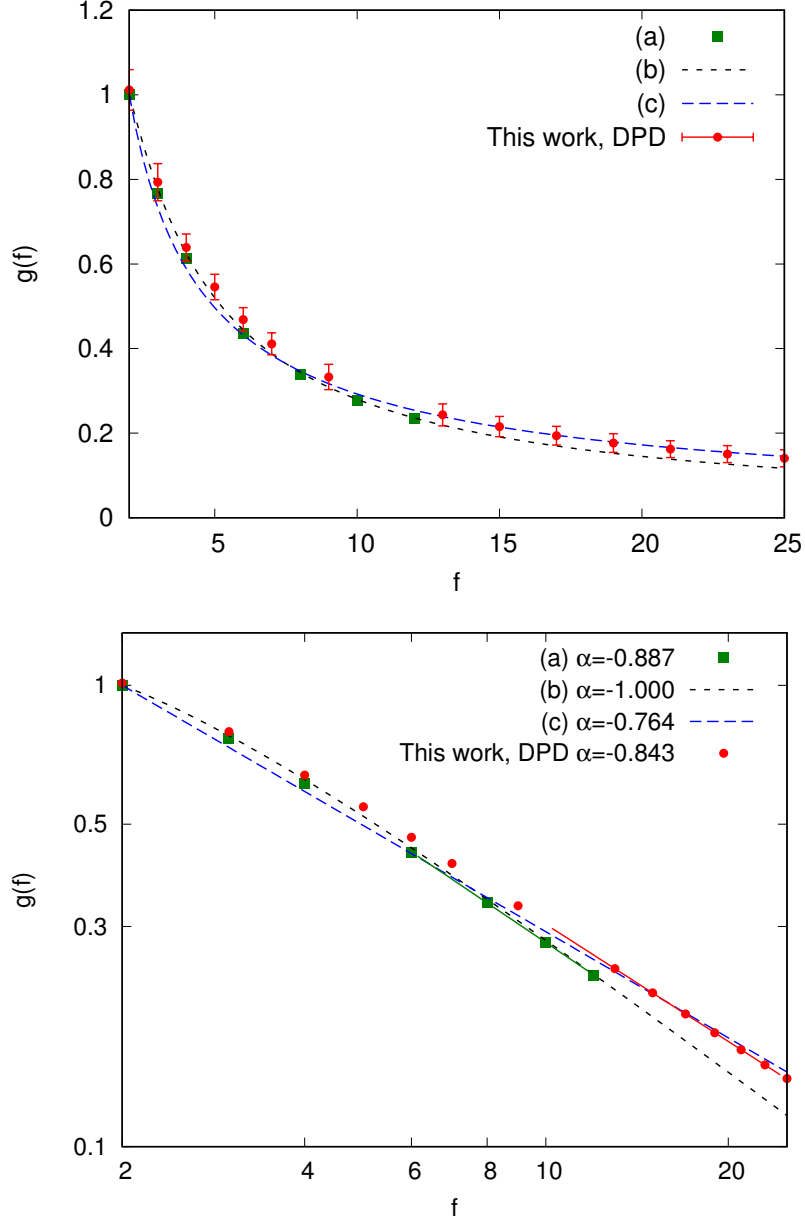 1.2
1
0.8
0.6
0.4
0.2
0
g(f)
(a)
(b)
(c)
This work, DPD
5
10
15
20
25
f
1
0.5
0.3
0.1
g(f)
(a) α=-0.887
(b) α=-1.000
(c) α=-0.764
This work, DPD α=-0.843
2
4
6
8
10
20
f